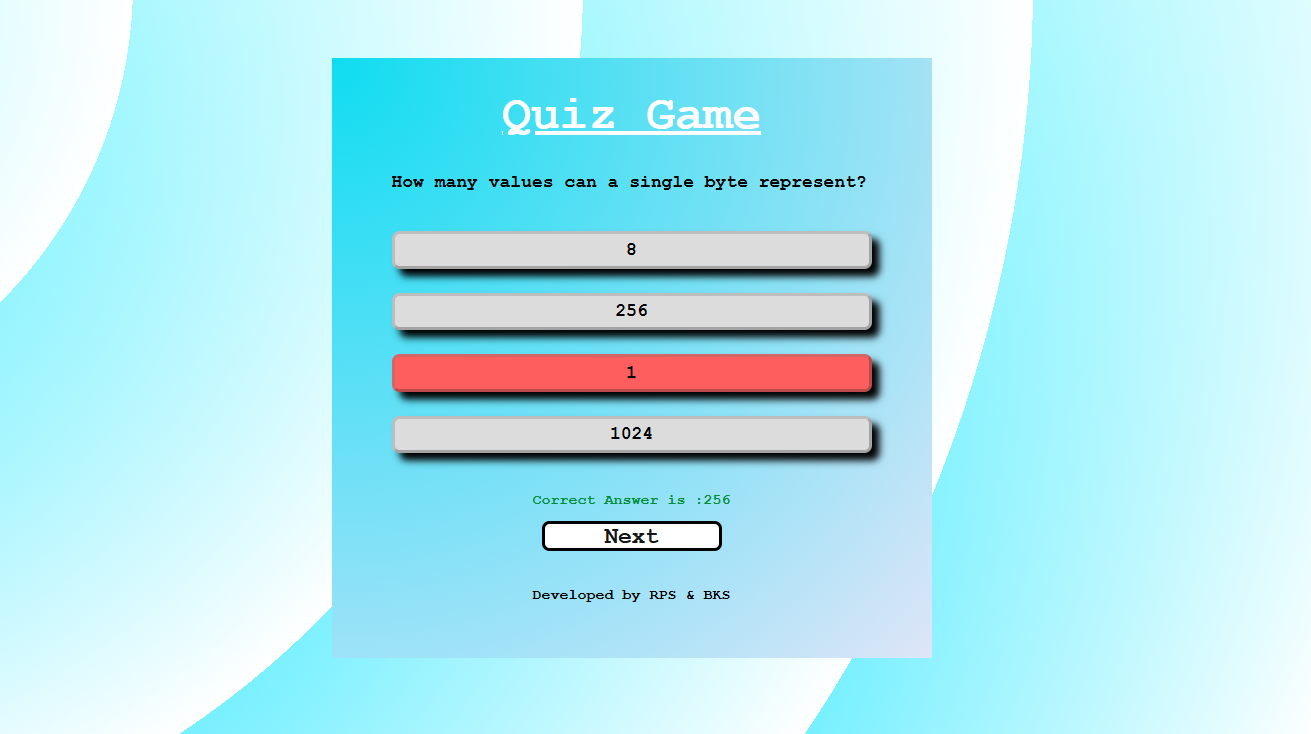 Quiz Game
How many values can a single byte represent?
8
256
1
1024
Correct Answer is :256
Next
Developed by RPS & BKS